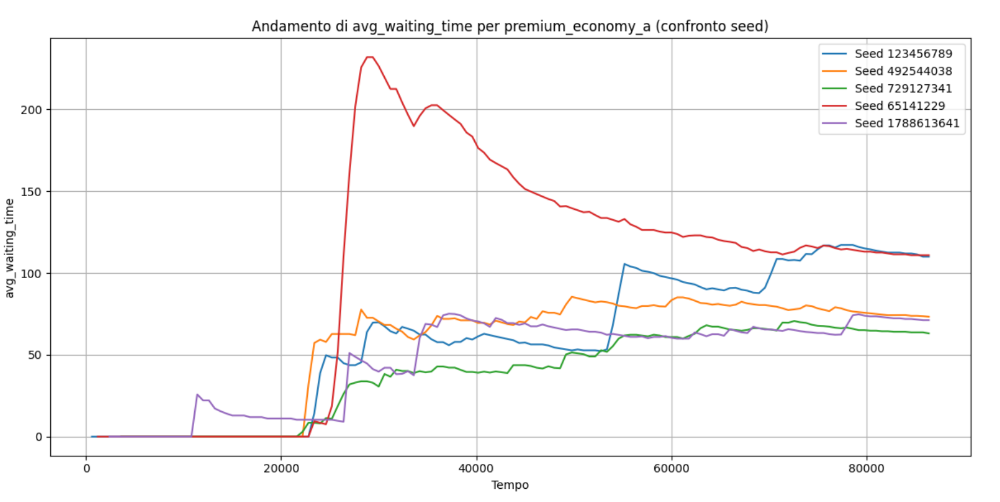 Andamento di avg_waiting_time per premium_economy_a (confronto seed)
Seed 123456789
Seed 492544038
Seed 729127341
Seed 65141229
Seed 1788613641
avg_waiting_time
200
150
100
50
0
0 20000 40000 60000 80000
Tempo